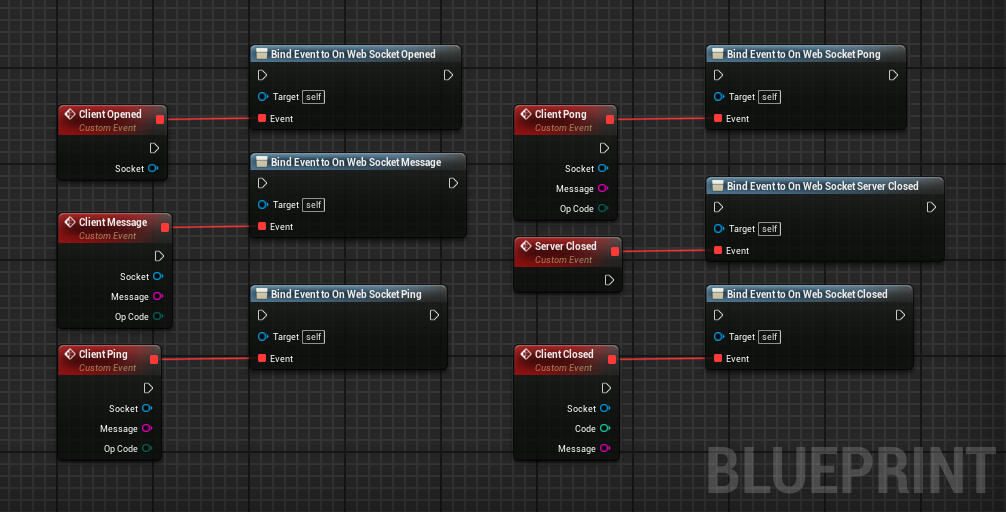 Bind Event to On Web Socket Opened
Target self
Event
Client Opened
Custom Event
Socket
Bind Event to On Web Socket Message
Target self
Event
Client Message
Custom Event
Socket
Message
Op Code
Bind Event to On Web Socket Ping
Target self
Event
Client Ping
Custom Event
Socket
Message
Op Code
Bind Event to On Web Socket Pong
Target self
Event
Client Pong
Custom Event
Socket
Message
Op Code
Bind Event to On Web Socket Server Closed
Target self
Event
Server Closed
Custom Event
Bind Event to On Web Socket Closed
Target self
Event
Client Closed
Custom Event
Socket
Code
Message
BLUEPRINT